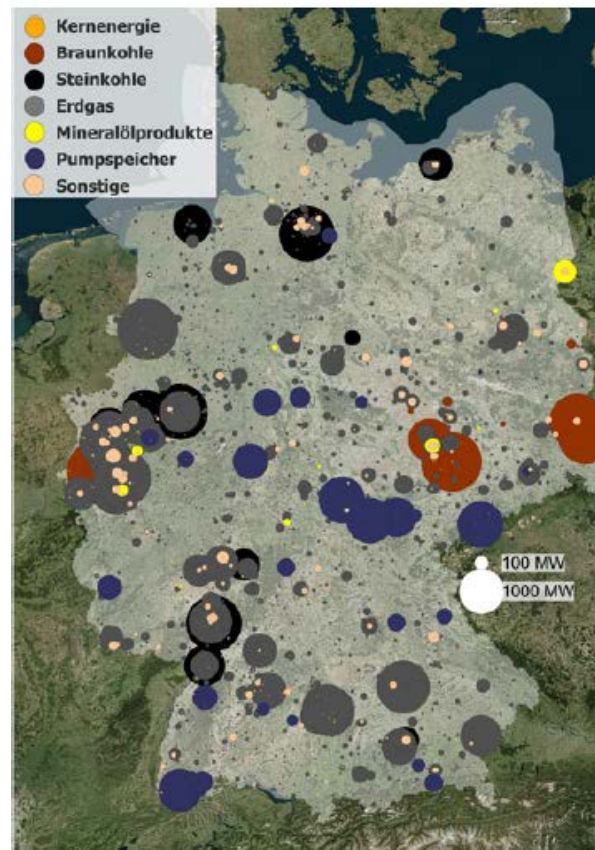 Kernenergie
Braunkohle
Steinkohle
Erdgas
Mineralölprodukte
Pumpspeicher
Sonstige
100 MW
1000 MW